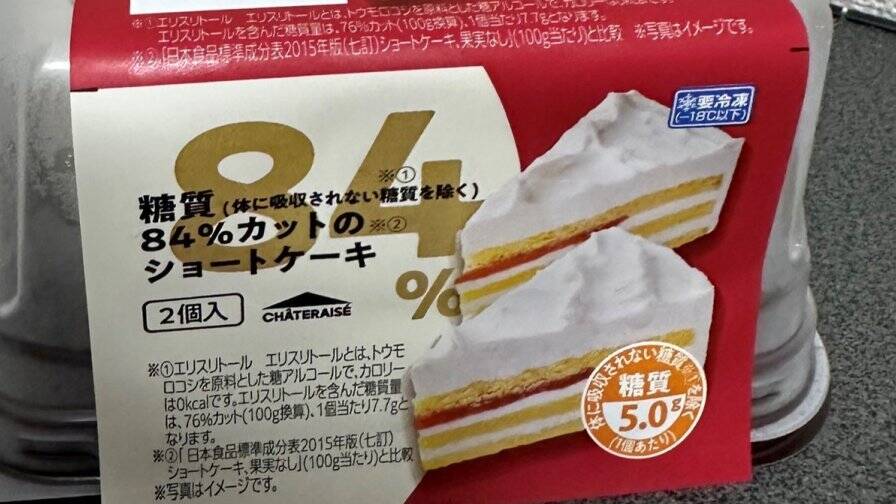 ※①エリスリトール　エリスリトールとは、トウモロコシを原料とした糖アルコールで、カロリー
エリスリトールを含んだ糖質量は、76%カット(100g換算)、1個当たり7.7gとなります。
※②「日本食品標準成分表2015年版(七訂)ショートケーキ、果実なし」(100g当たり)と比較　※写真はイメージです。
要冷凍
(-18℃以下)
84%
※①
糖質(体に吸収されない糖質を除く)
84%カットの※②
ショートケーキ
2個入
CHÂTERAISÉ
※①エリスリトール　エリスリトールとは、トウモ
ロコシを原料とした糖アルコールで、カロリー
は0kcalです。エリスリトールを含んだ糖質量
は、76%カット(100g換算)、1個当たり7.7gと
なります。
※②「日本食品標準成分表2015年版(七訂)
ショートケーキ、果実なし」(100g当たり)と比較
※写真はイメージです。
体に吸収されない糖質※①を除く
糖質
5.0g
(1個あたり)